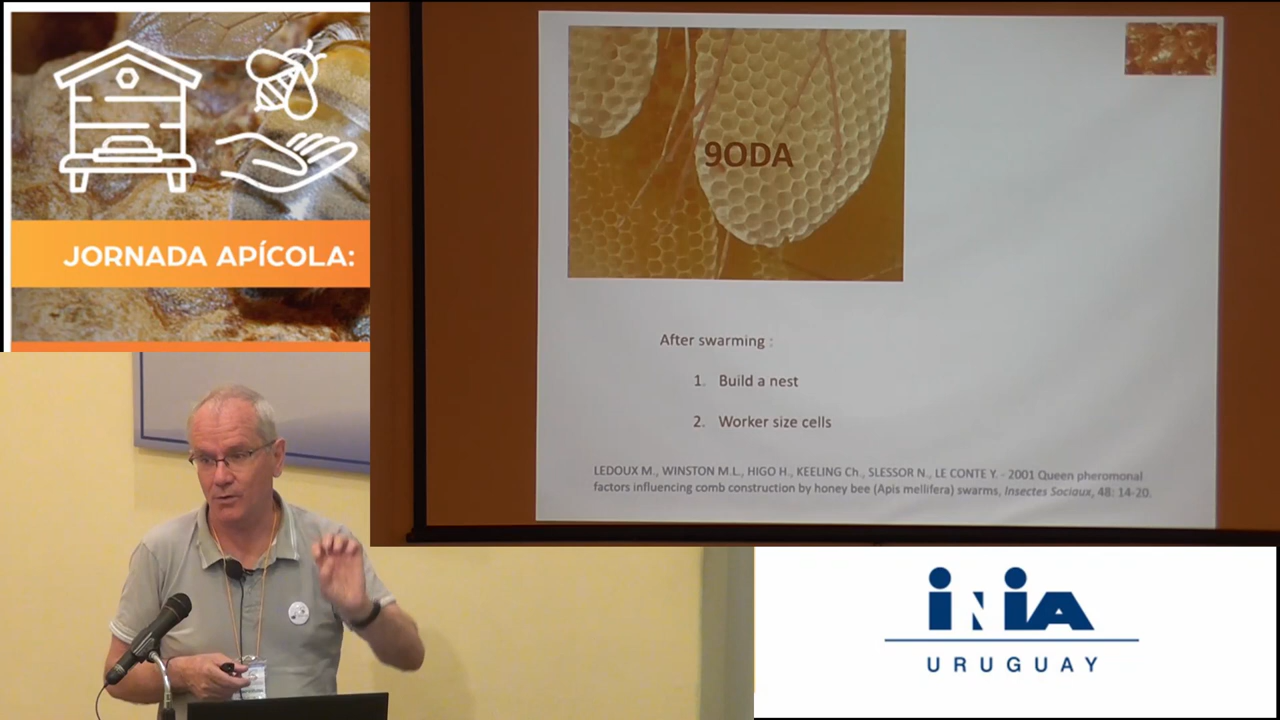 JORNADA APÍCOLA:
9ODA
After swarming :
1. Build a nest
2. Worker size cells
LEDOUX M., WINSTON M.L., HIGO H., KEELING Ch., SLESSOR N., LE CONTE Y. - 2001 Queen pheromonal
factors influencing comb construction by honey bee (Apis mellifera) swarms, Insectes Sociaux, 48: 14-20.
iNiA
URUGUAY